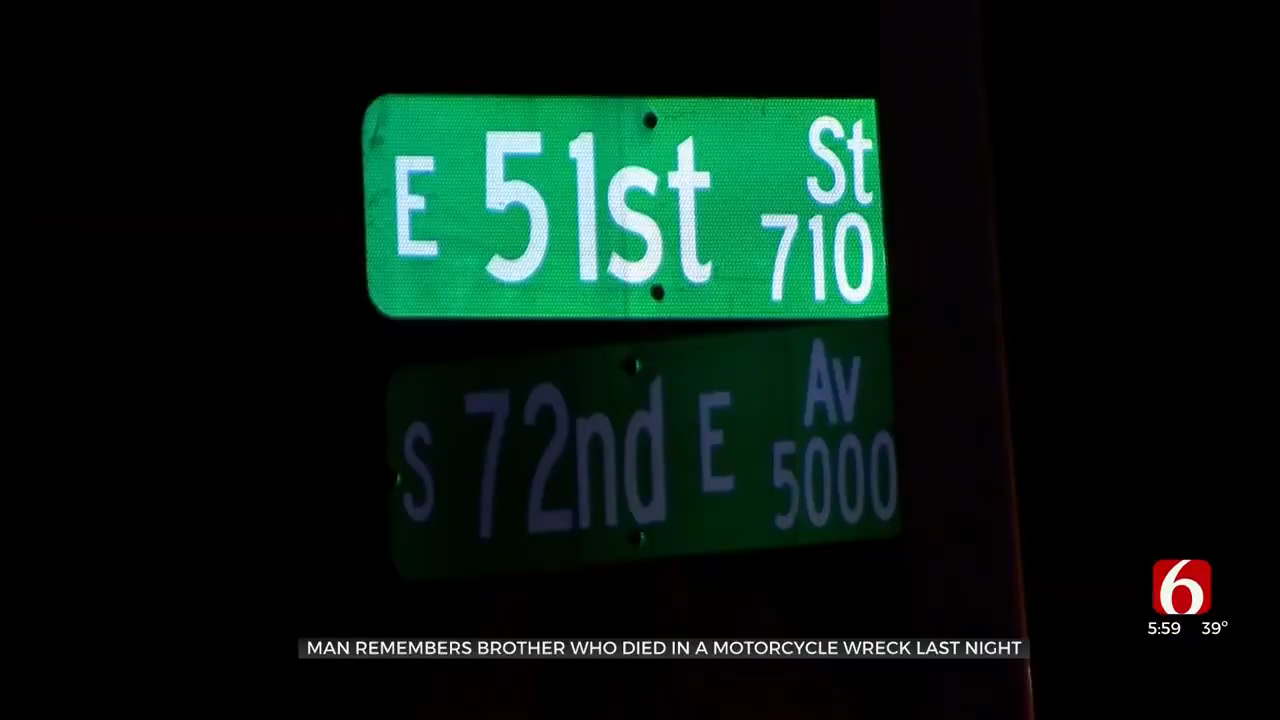 E 51st St
710
S 72nd E Av
5000
6
5:59 39°
MAN REMEMBERS BROTHER WHO DIED IN A MOTORCYCLE WRECK LAST NIGHT